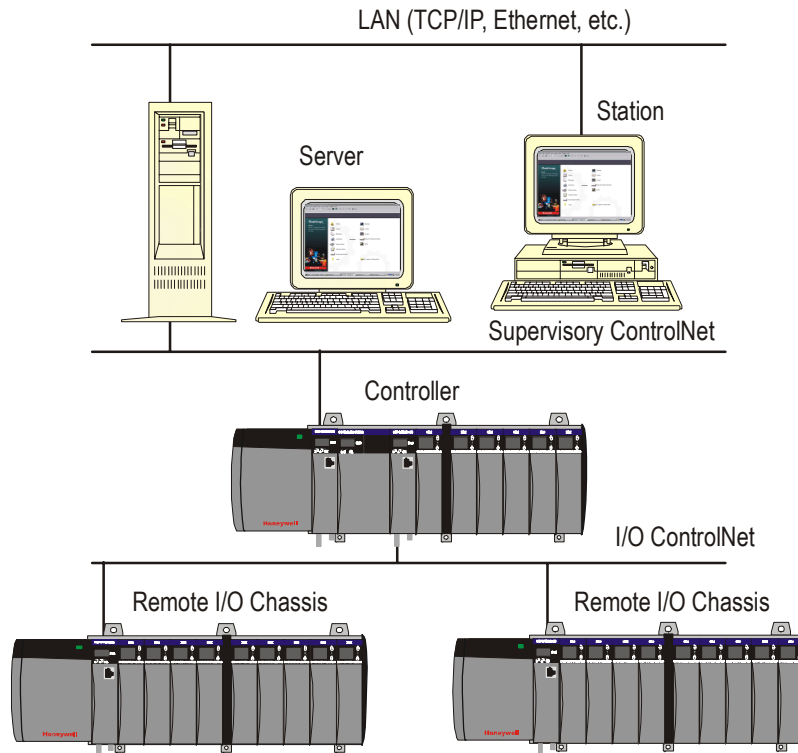 LAN (TCP/IP, Ethernet, etc.)
Station
Server
Supervisory ControlNet
Controller
Honeywell
I/O ControlNet
Remote I/O Chassis
Remote I/O Chassis
Honeywell
Honeywell